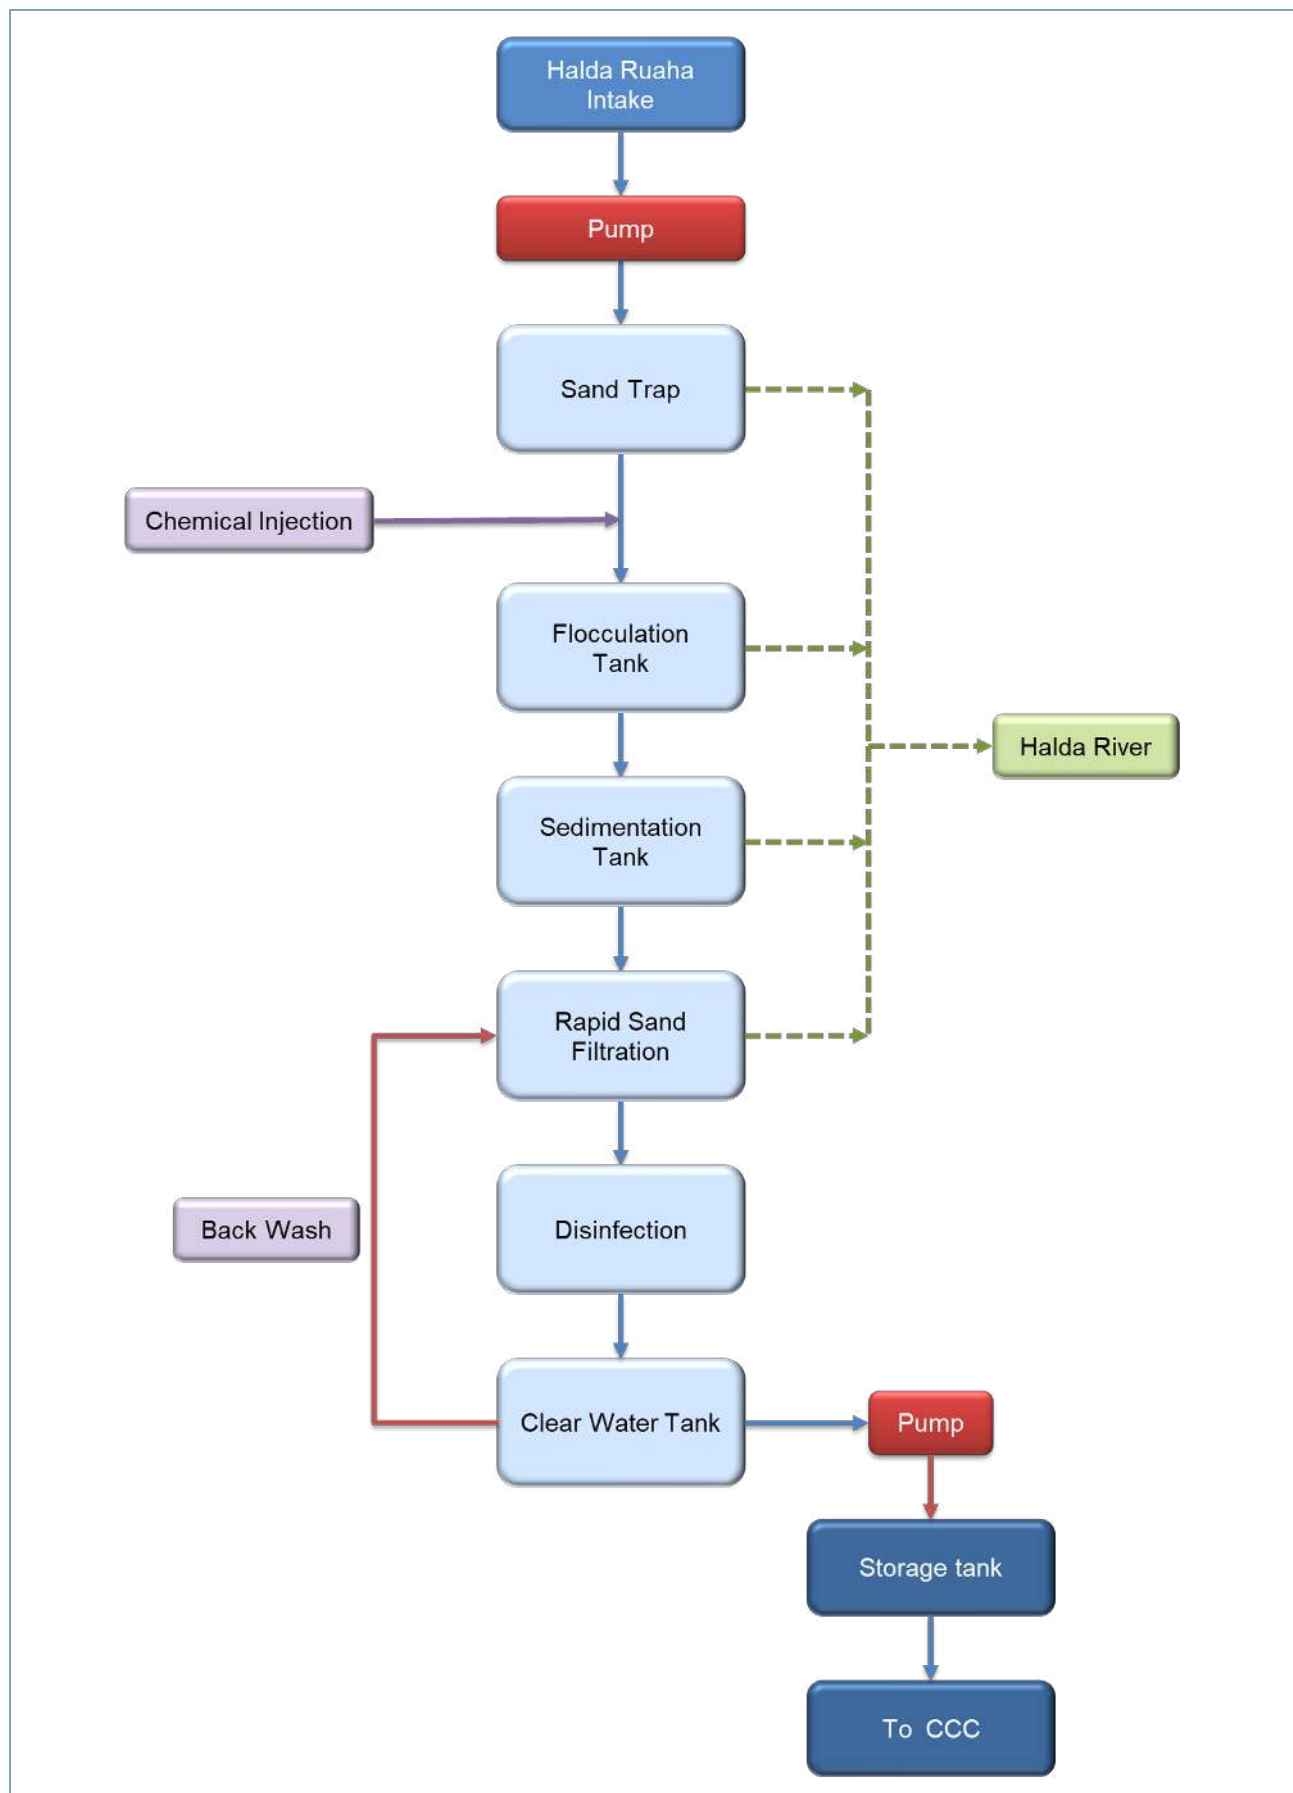 Halda Ruaha
Intake
Pump
Sand Trap
Chemical Injection
Flocculation
Tank
Halda River
Sedimentation
Tank
Rapid Sand
Filtration
Back Wash
Disinfection
Clear Water Tank
Pump
Storage tank
To CCC